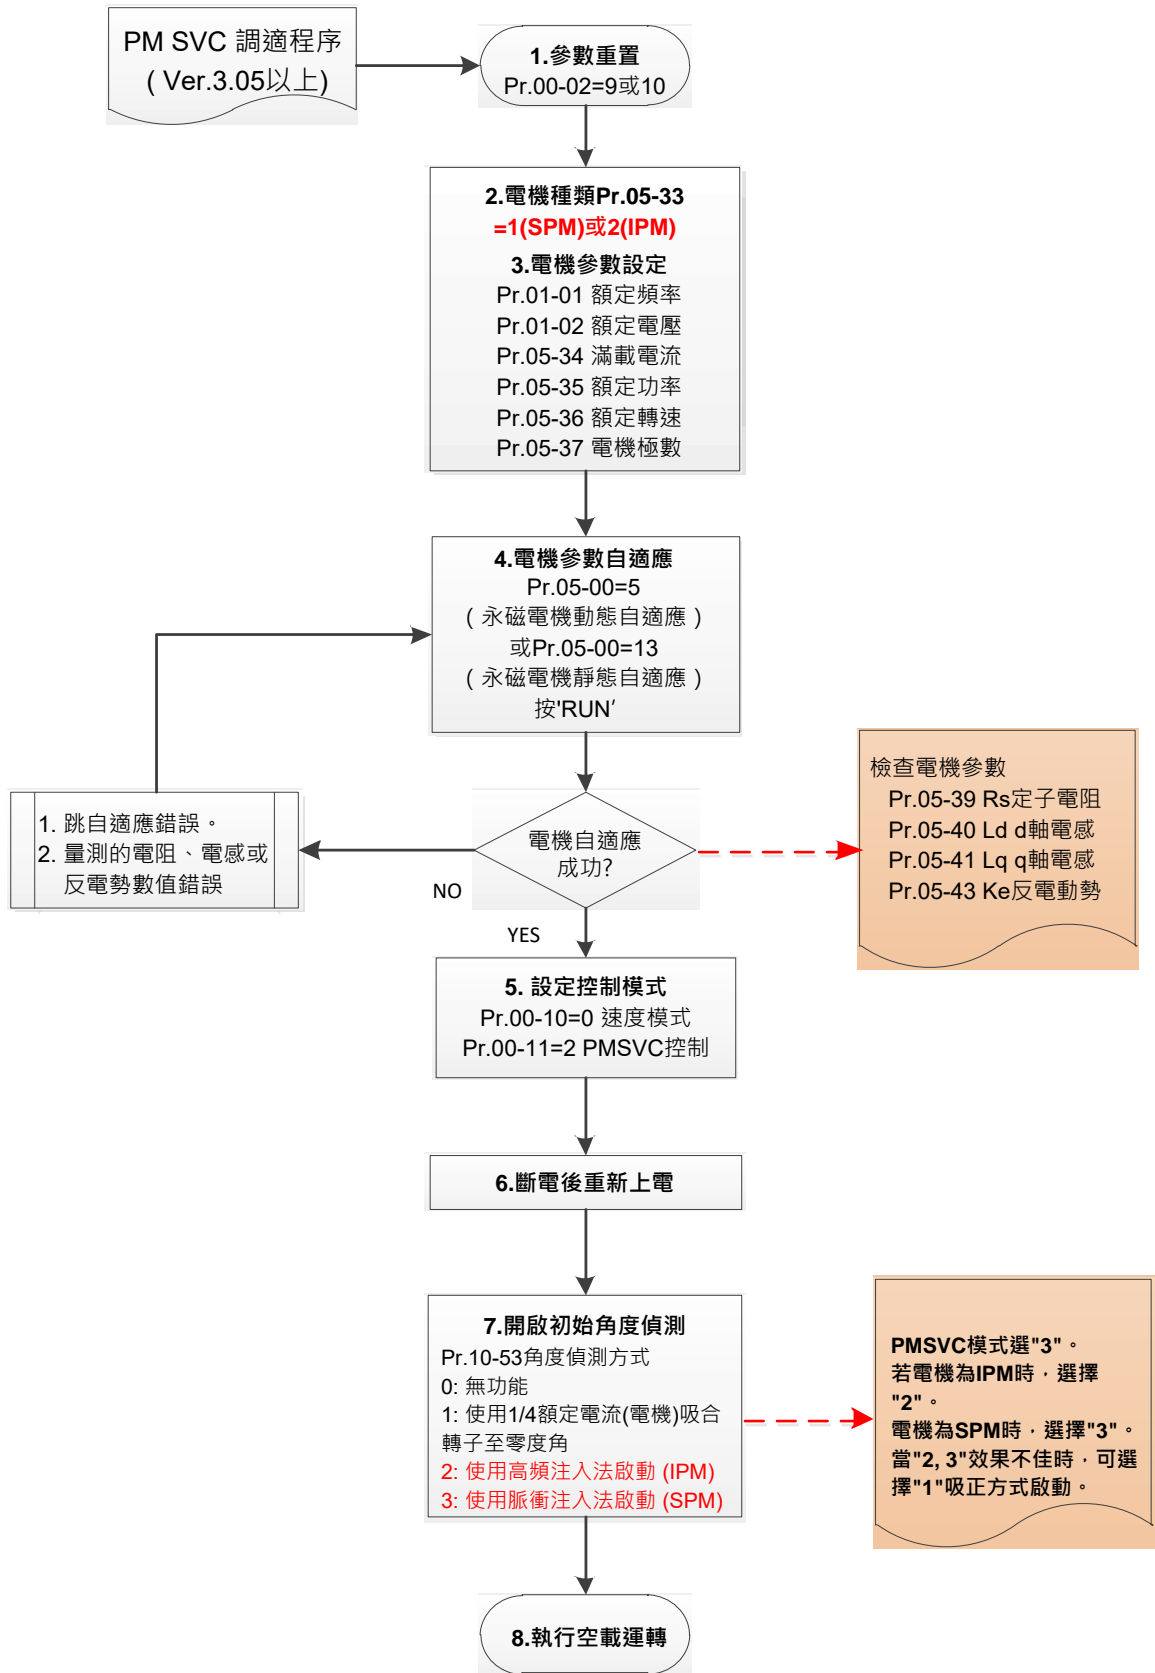 PM SVC 調適程序
( Ver.3.05以上)
1.參數重置
Pr.00-02=9或10
2.電機種類Pr.05-33
=1(SPM)或2(IPM)
3.電機參數設定
Pr.01-01 額定頻率
Pr.01-02 額定電壓
Pr.05-34 滿載電流
Pr.05-35 額定功率
Pr.05-36 額定轉速
Pr.05-37 電機極數
4.電機參數自適應
Pr.05-00=5
( 永磁電機動態自適應 )
或Pr.05-00=13
( 永磁電機靜態自適應 )
按'RUN'
電機自適應
成功?
NO
YES
1. 跳自適應錯誤。
2. 量測的電阻、電感或
反電勢數值錯誤
檢查電機參數
Pr.05-39 Rs定子電阻
Pr.05-40 Ld d軸電感
Pr.05-41 Lq q軸電感
Pr.05-43 Ke反電動勢
5. 設定控制模式
Pr.00-10=0 速度模式
Pr.00-11=2 PMSVC控制
6.斷電後重新上電
7.開啟初始角度偵測
Pr.10-53角度偵測方式
0: 無功能
1: 使用1/4額定電流(電機)吸合
轉子至零度角
2: 使用高頻注入法啟動 (IPM)
3: 使用脈衝注入法啟動 (SPM)
PMSVC模式選"3"。
若電機為IPM時，選擇
"2"。
電機為SPM時，選擇"3"。
當"2, 3"效果不佳時，可選
擇"1"吸正方式啟動。
8.執行空載運轉